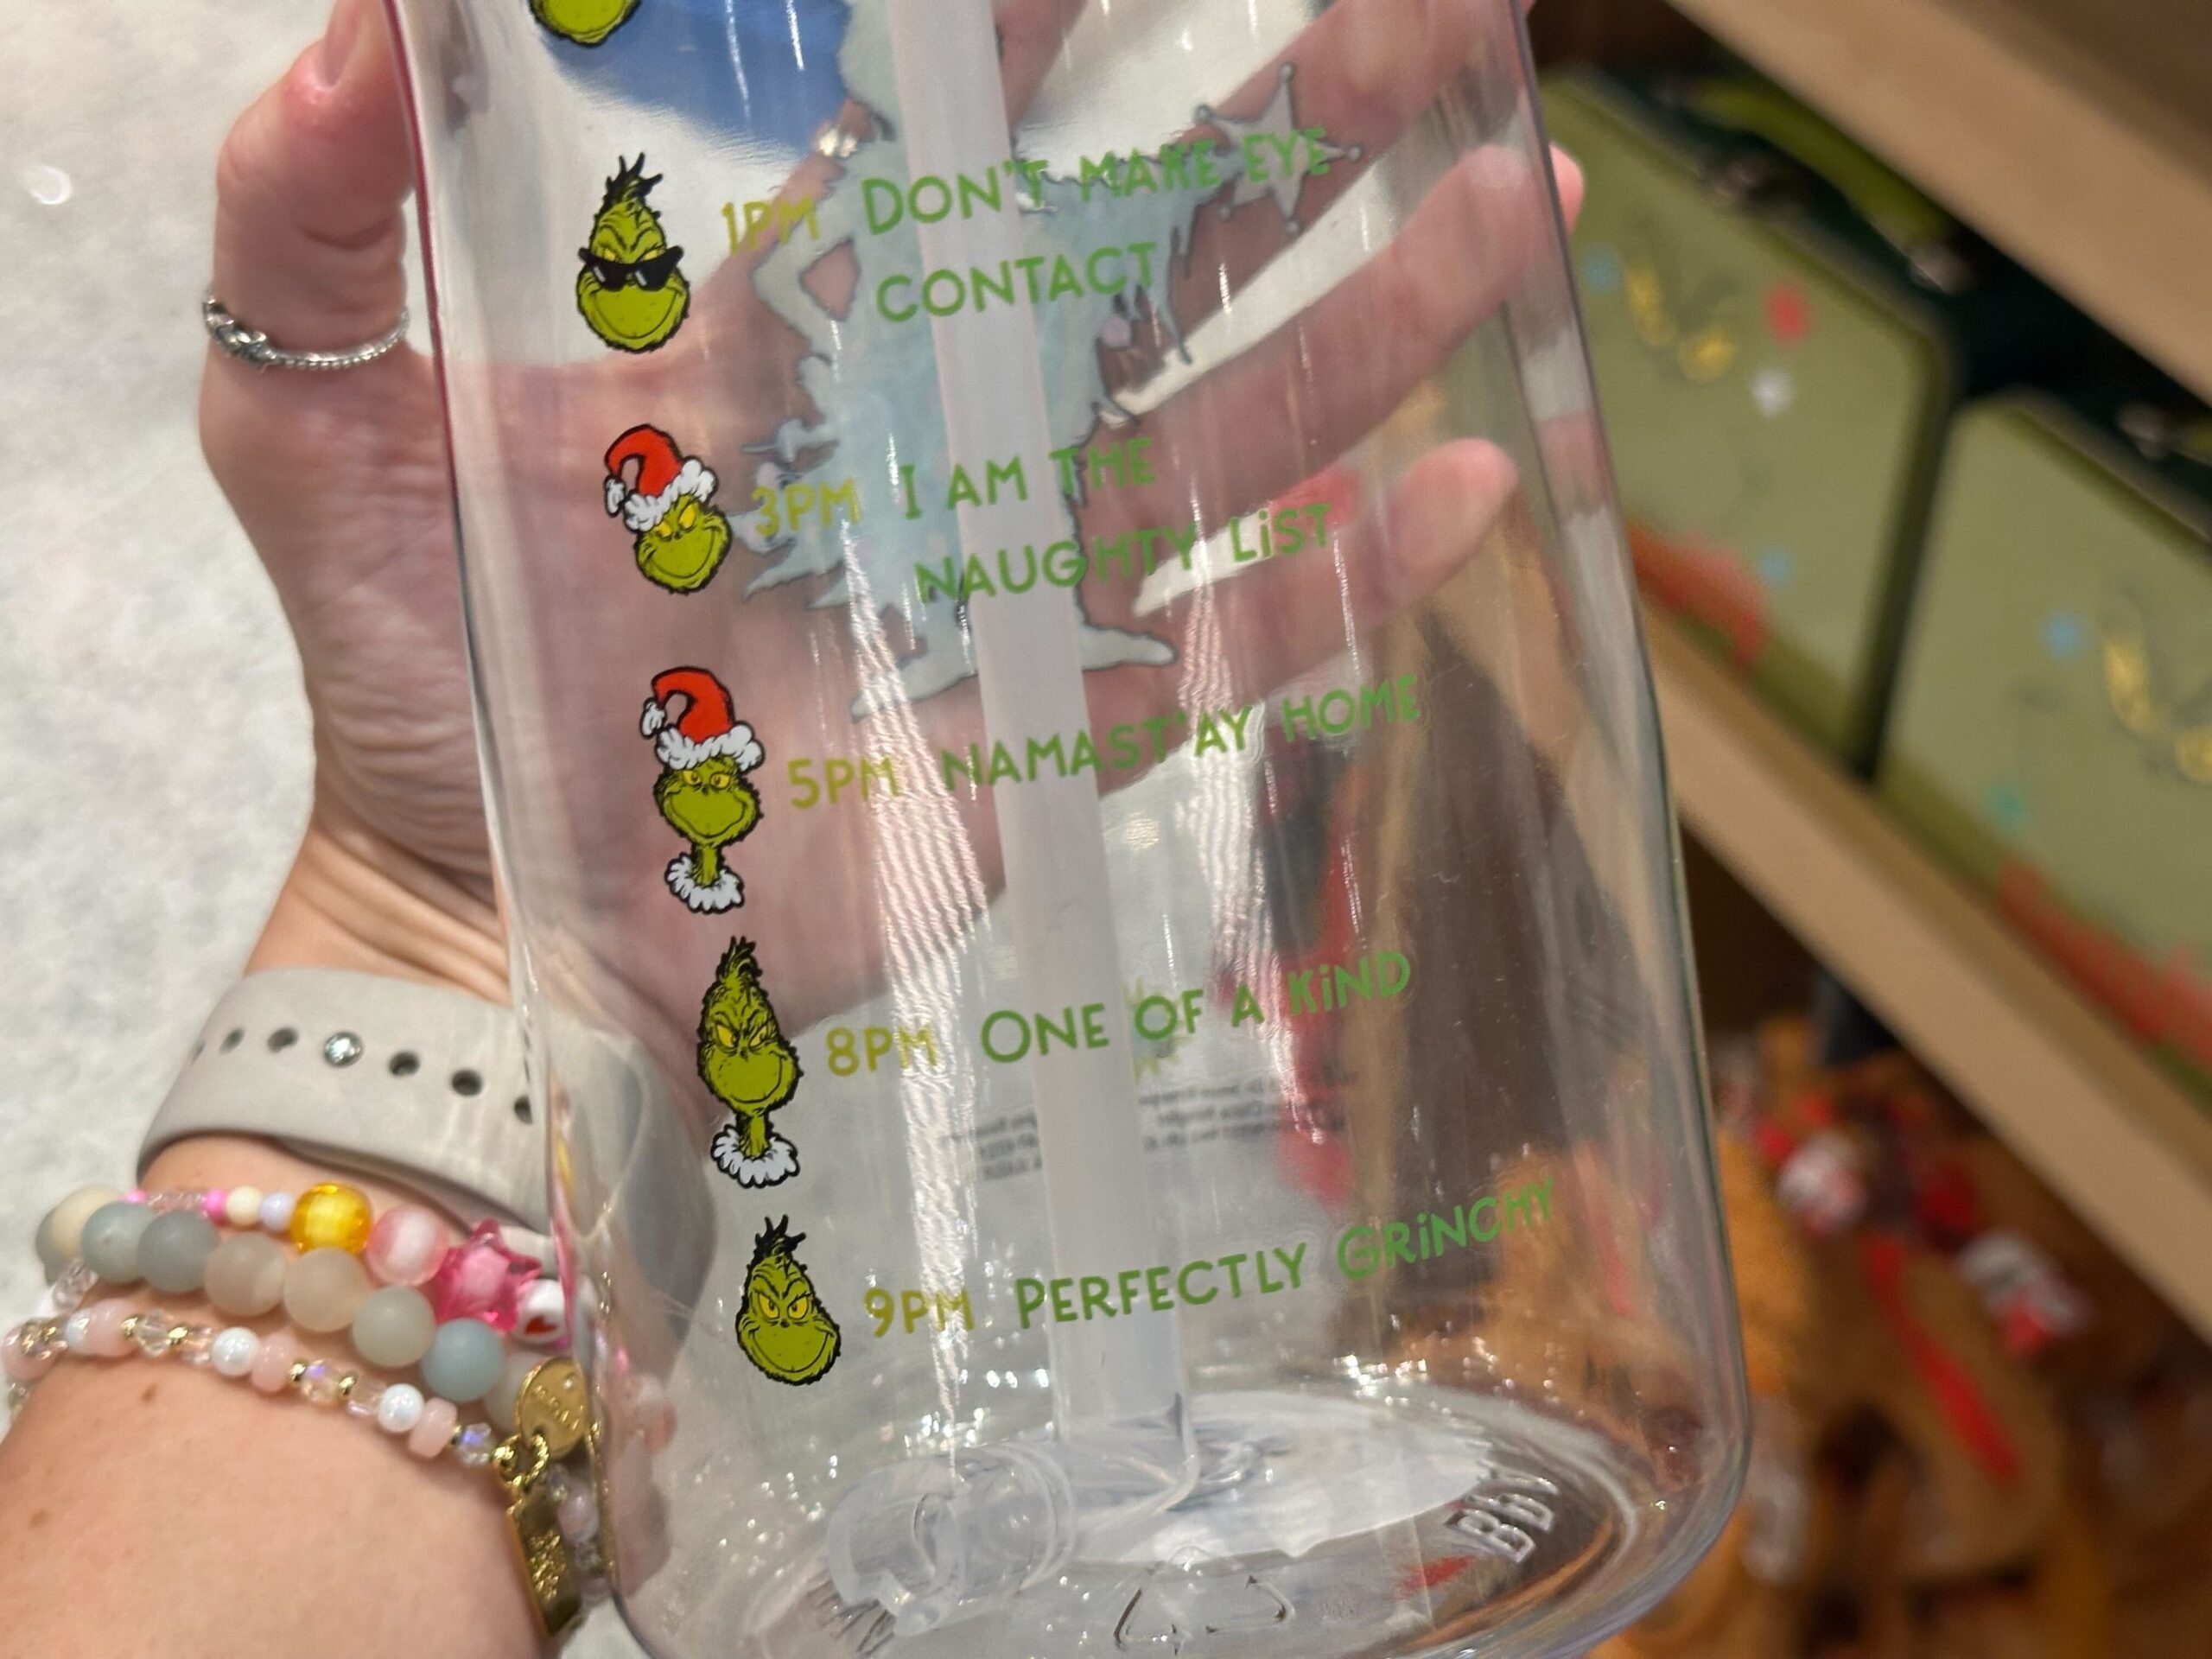 1PM DON'T MAKE EYE
CONTACT
3PM I AM THE
NAUGHTY LiST
5PM NAMAST'AY HOME
8PM ONE OF A KiND
9PM PERFECTLY GRiNCHY